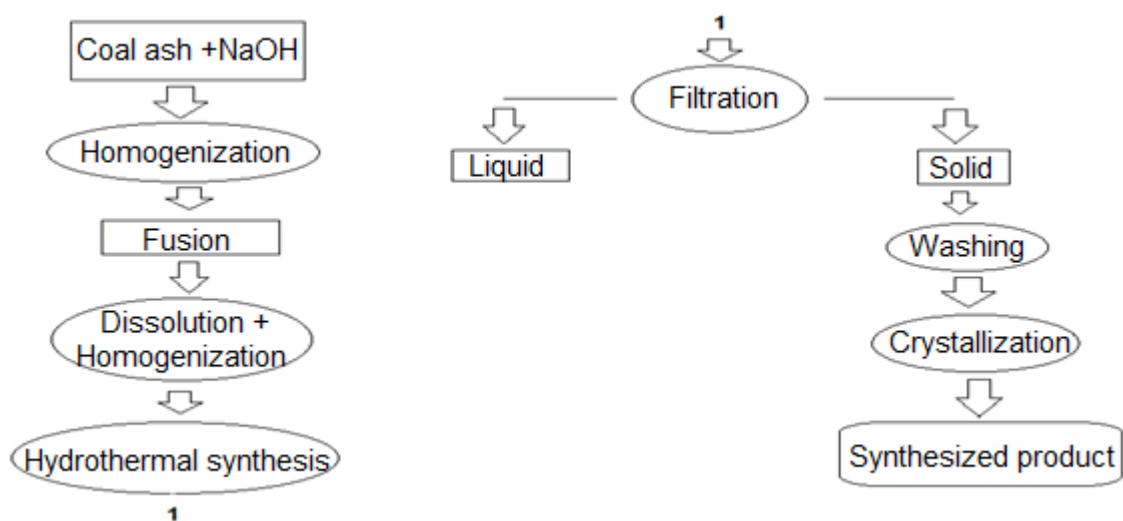 Coal ash +NaOH
Homogenization
Fusion
Dissolution +
Homogenization
Hydrothermal synthesis
1
1
Filtration
Liquid
Solid
Washing
Crystallization
Synthesized product